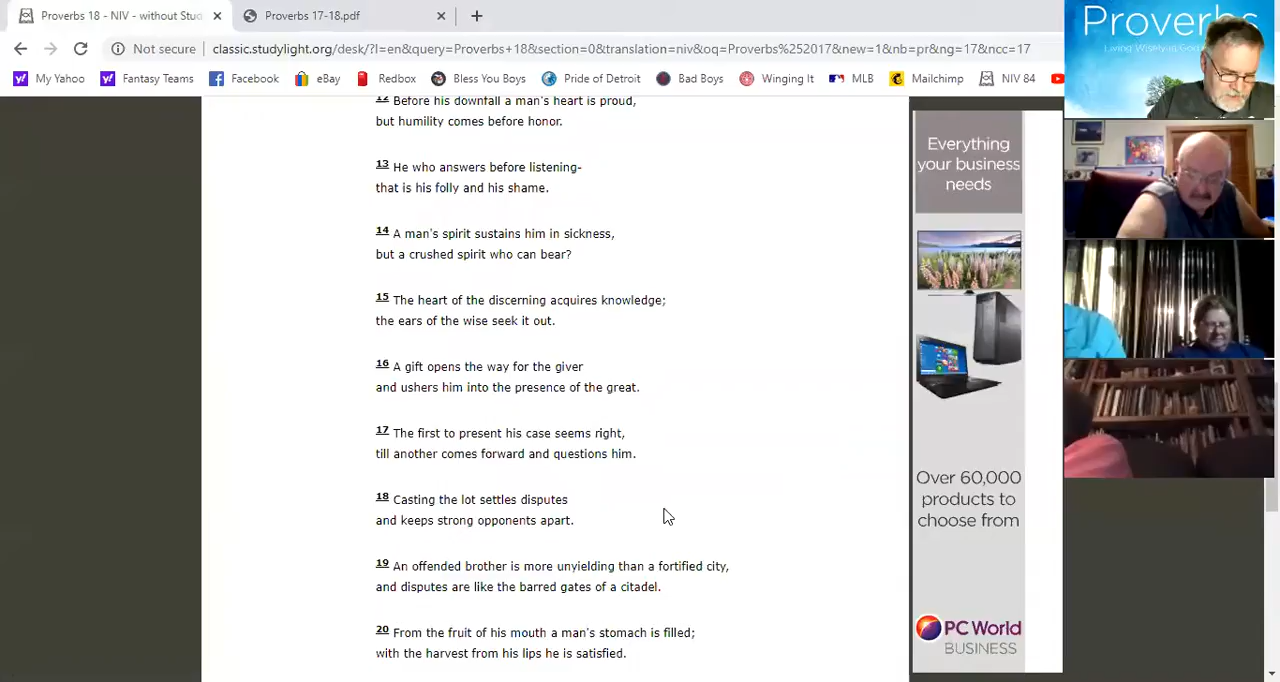 Proverbs 18 - NIV - without Stud
Proverbs 17-18.pdf
Not secure
classic.studylight.org/desk/?l=en&query=Proverbs+18&section=0&translation=niv&oq=Proverbs%252017&new=1&nb=pr&ng=17&ncc=17
My Yahoo
Fantasy Teams
Facebook
eBay
Redbox
Bless You Boys
Pride of Detroit
Bad Boys
Winging It
MLB
Mailchimp
NIV 84
12 Before his downfall a man's heart is proud,
but humility comes before honor.
13 He who answers before listening-
that is his folly and his shame.
14 A man's spirit sustains him in sickness,
but a crushed spirit who can bear?
15 The heart of the discerning acquires knowledge;
the ears of the wise seek it out.
16 A gift opens the way for the giver
and ushers him into the presence of the great.
17 The first to present his case seems right,
till another comes forward and questions him.
18 Casting the lot settles disputes
and keeps strong opponents apart.
19 An offended brother is more unyielding than a fortified city,
and disputes are like the barred gates of a citadel.
20 From the fruit of his mouth a man's stomach is filled;
with the harvest from his lips he is satisfied.
Everything
your business
needs
Over 60,000
products to
choose from
PC World
BUSINESS
Proverbs
Living Wisely in God